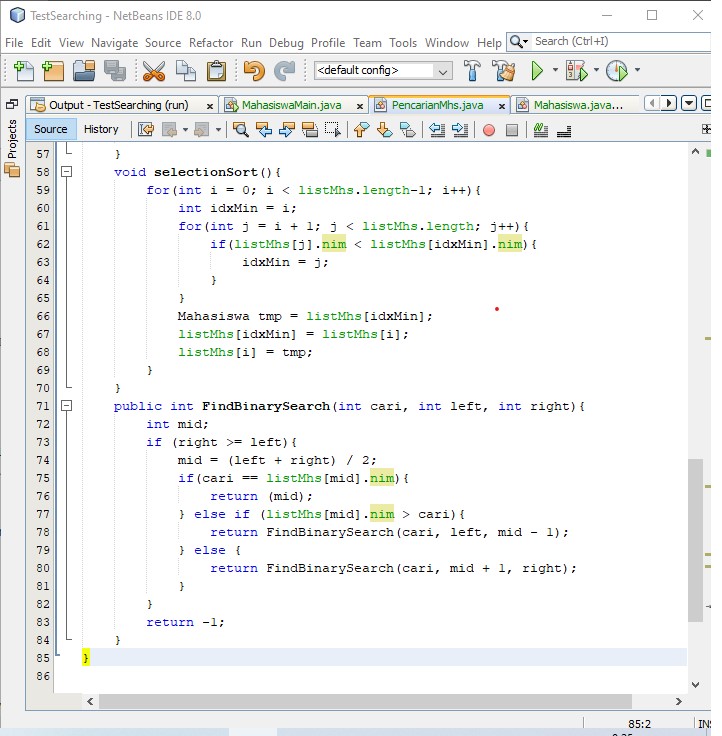 TestSearching - NetBeans IDE 8.0
File Edit View Navigate Source Refactor Run Debug Profile Team Tools Window Help Search (Ctrl+I)
<default config>
Projects
Output - TestSearching (run) x MahasiswaMain.java x PencarianMhs.java x Mahasiswa.java...
Source History
57 }
58 void selectionSort(){
59 for(int i = 0; i < listMhs.length-1; i++){
60 int idxMin = i;
61 for(int j = i + 1; j < listMhs.length; j++){
62 if(listMhs[j].nim < listMhs[idxMin].nim){
63 idxMin = j;
64 }
65 }
66 Mahasiswa tmp = listMhs[idxMin];
67 listMhs[idxMin] = listMhs[i];
68 listMhs[i] = tmp;
69 }
70 }
71 public int FindBinarySearch(int cari, int left, int right){
72 int mid;
73 if (right >= left){
74 mid = (left + right) / 2;
75 if(cari == listMhs[mid].nim){
76 return (mid);
77 } else if (listMhs[mid].nim > cari){
78 return FindBinarySearch(cari, left, mid - 1);
79 } else {
80 return FindBinarySearch(cari, mid + 1, right);
81 }
82 }
83 return -1;
84 }
85 }
86
85:2 INS